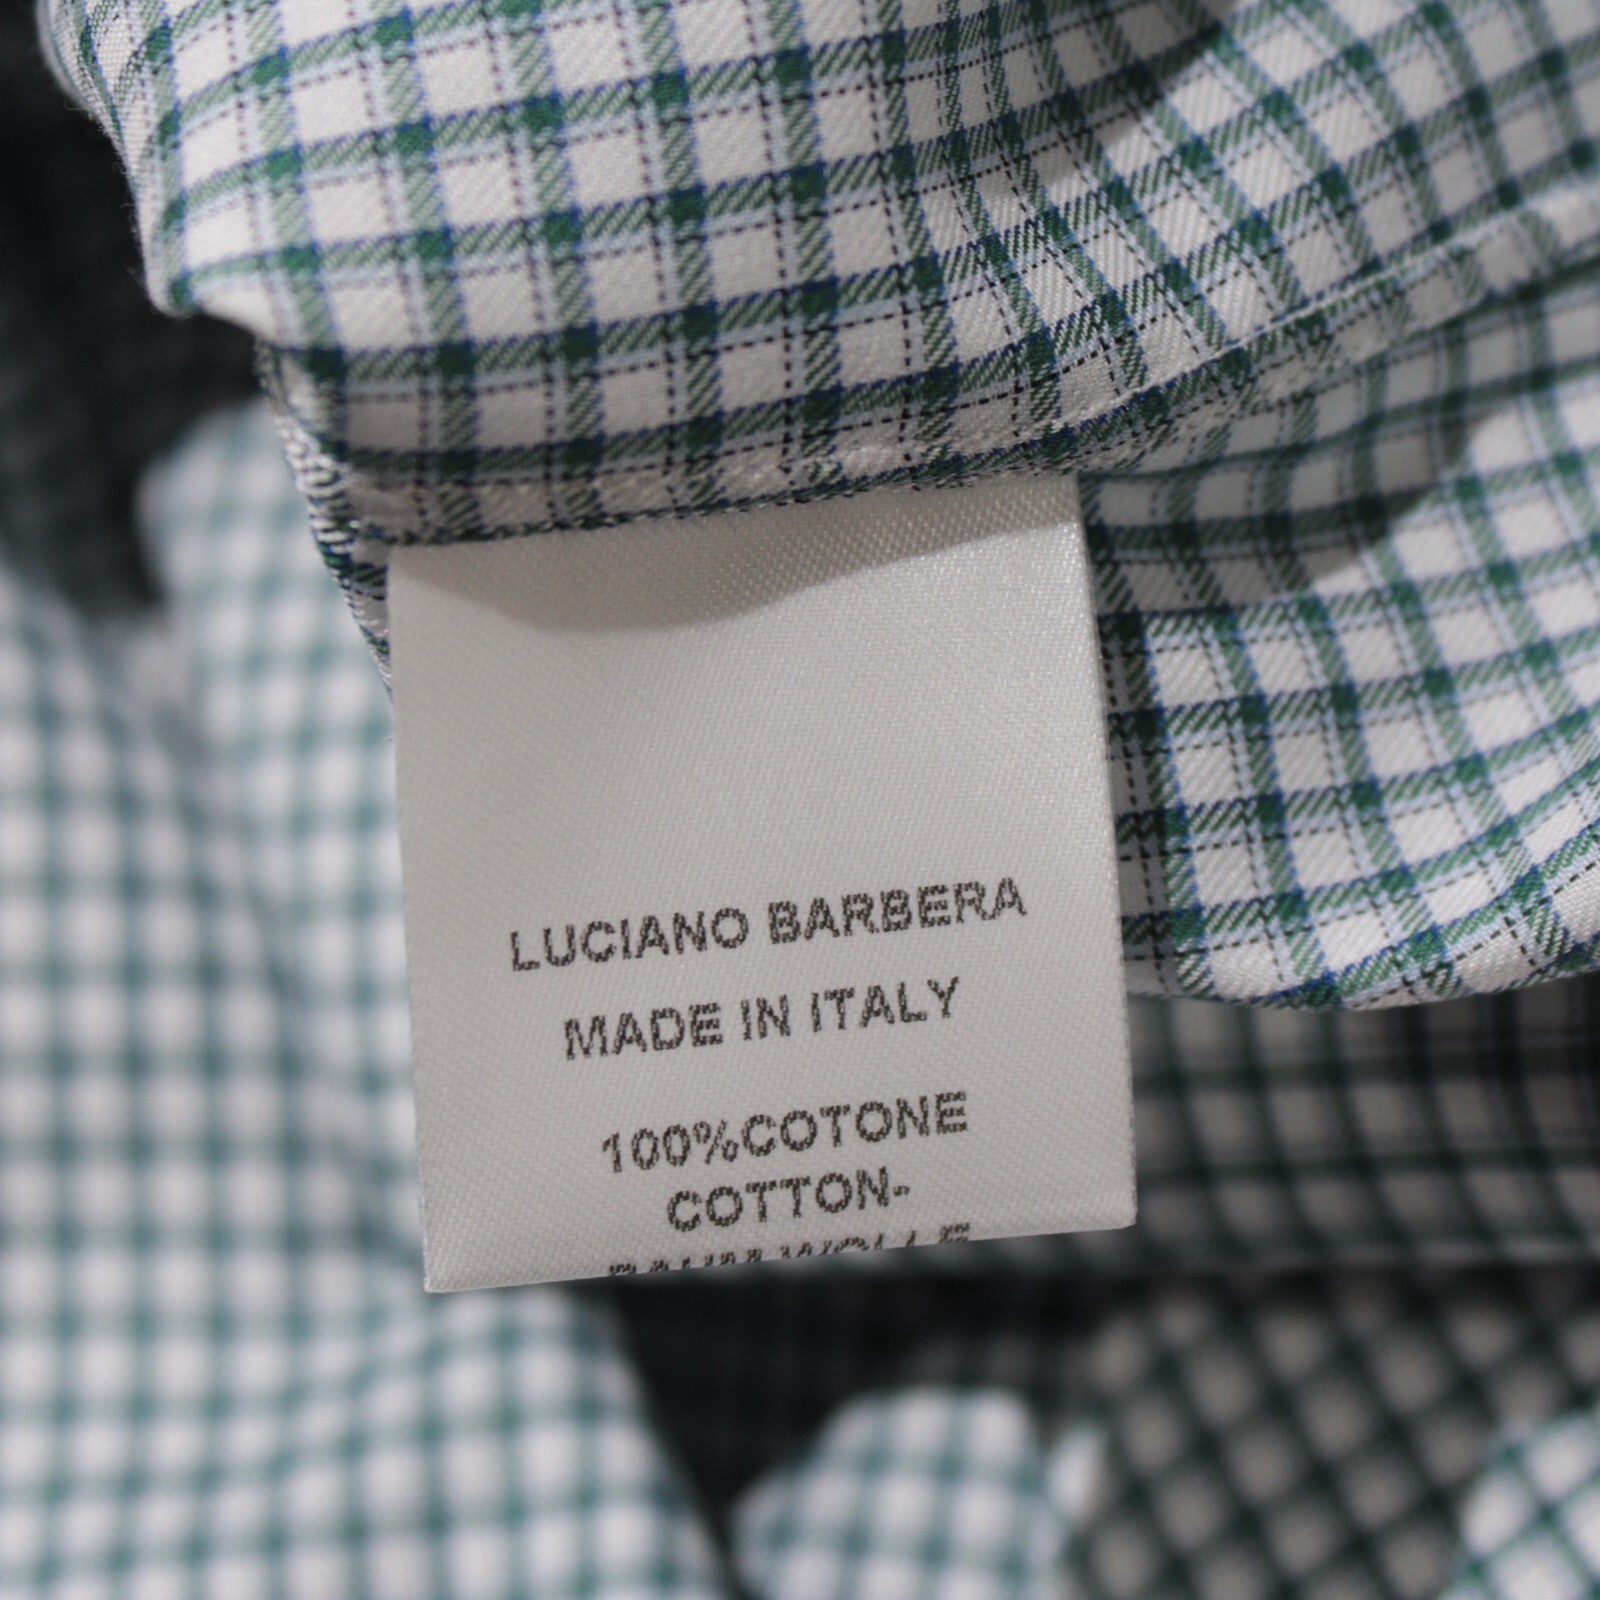 LUCIANO BARBERA
MADE IN ITALY
100%COTONE
COTTON-